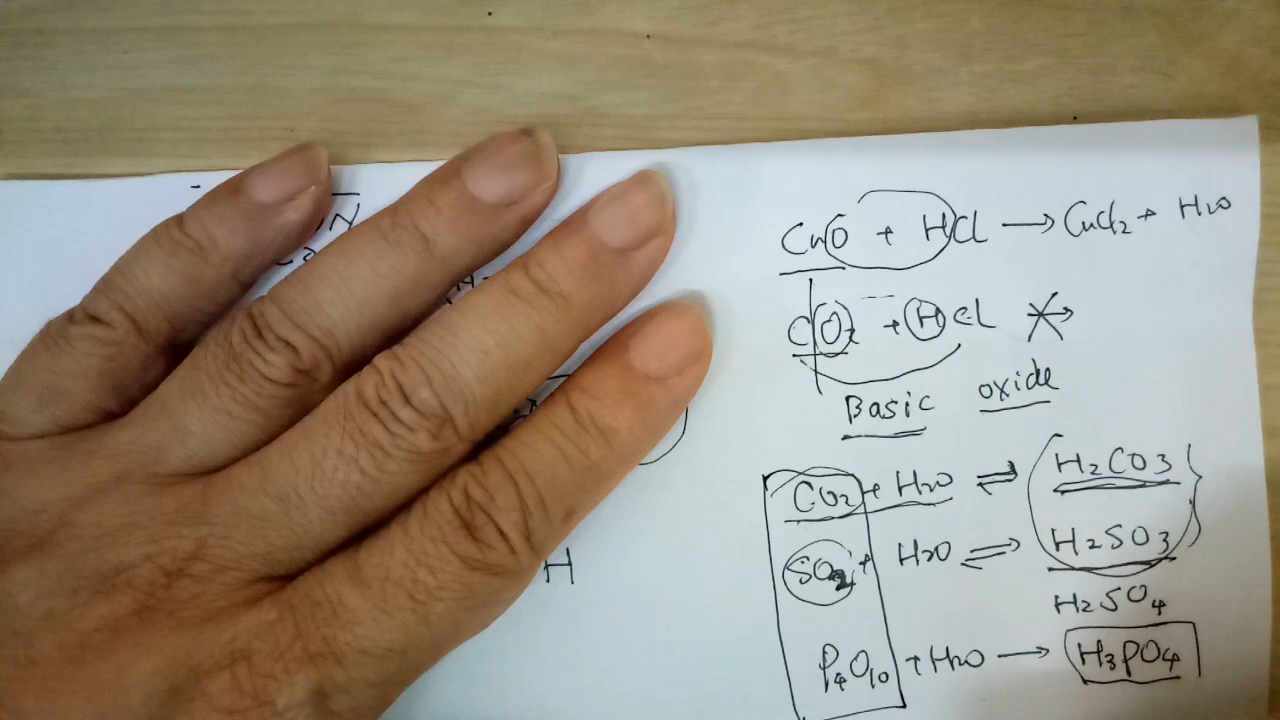 CuO + HCl → CuCl2 + H2O
CO2 + HCl
Basic oxide
CO2 + H2O ⇌ H2CO3
SO2 + H2O ⇌ H2SO3
H2SO4
P4O10 + H2O → H3PO4
H